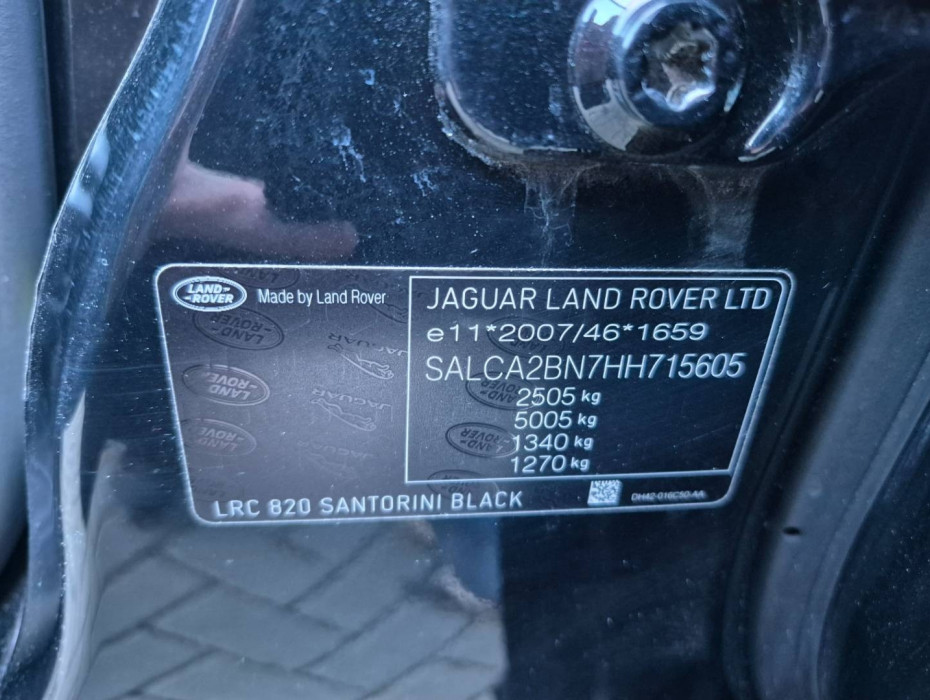 LAND-
-ROVER
Made by Land Rover
JAGUAR LAND ROVER LTD
e11*2007/46*1659
SALCA2BN7HH715605
2505 kg
5005 kg
1340 kg
1270 kg
LRC 820 SANTORINI BLACK
DH42-016C50-AA